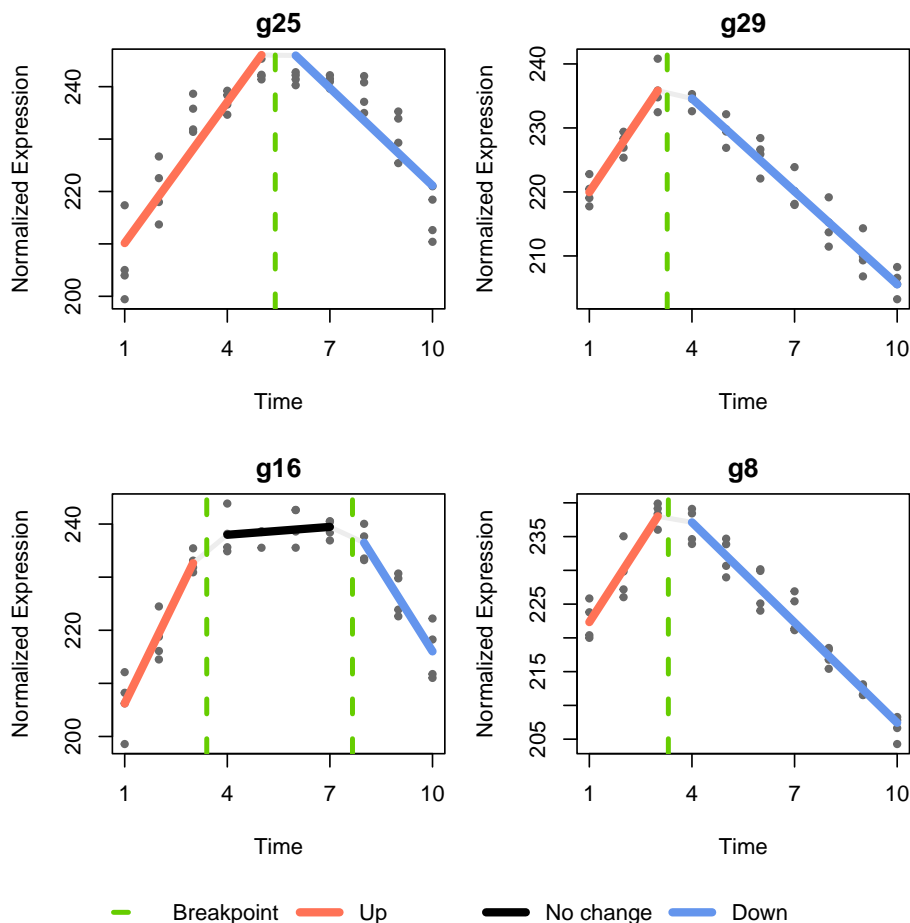 g25
Normalized Expression
200
220
240
1 4 7 10
Time
g29
Normalized Expression
210
220
230
240
1 4 7 10
Time
g16
Normalized Expression
200
220
240
1 4 7 10
Time
g8
Normalized Expression
205
215
225
235
1 4 7 10
Time
Breakpoint Up No change Down